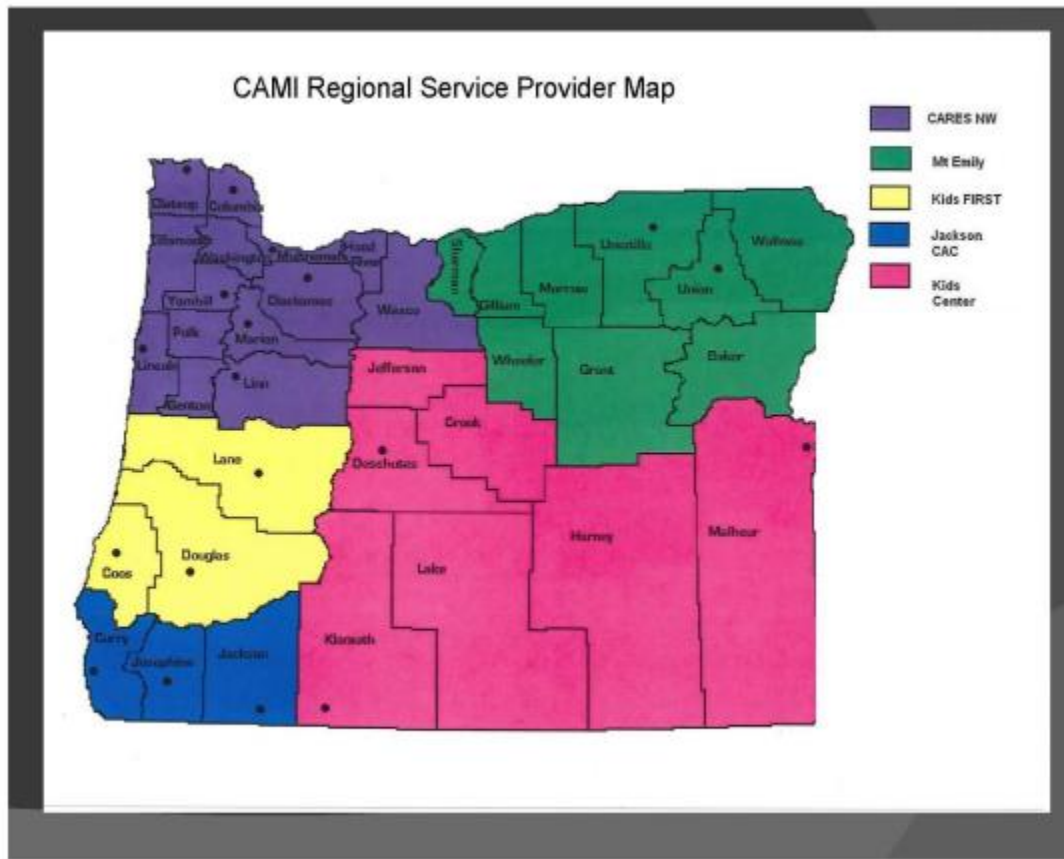 CAMI Regional Service Provider Map
CARES NW
Mt Emily
Kids FIRST
Jackson
CAC
Kids
Center
Clatsop
Columbia
Tillamook
Washington
Multnomah
Hood
River
Yamhill
Clackamas
Wasco
Sherman
Gilliam
Morrow
Umatilla
Union
Wallowa
Polk
Marion
Lincoln
Linn
Benton
Jefferson
Wheeler
Grant
Baker
Crook
Deschutes
Lane
Douglas
Coos
Harney
Malheur
Lake
Klamath
Curry
Josephine
Jackson